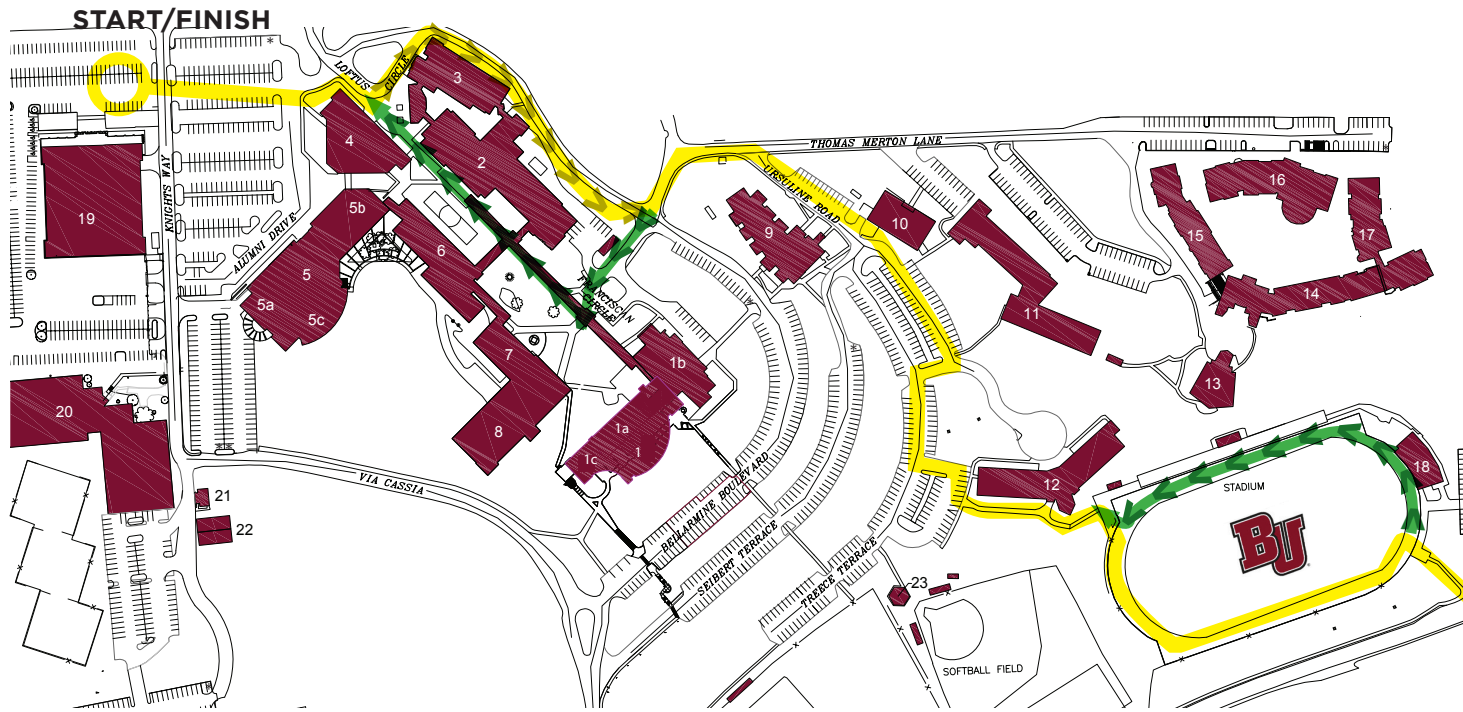 START/FINISH
LOFTUS
CIRCLE
3
4
2
THOMAS MERTON LANE
URSULINE ROAD
16
KNIGHTS WAY
19
5b
10
9
15
17
ALUMNI DRIVE
6
5
14
5a
5c
FRANCISCAN
CIRCLE
11
7
1b
13
20
8
1a
1c
1
18
VIA CASSIA
12
STADIUM
21
22
BELLARMINE BOULEVARD
SEIBERT TERRACE
TREECE TERRACE
BU
23
SOFTBALL FIELD